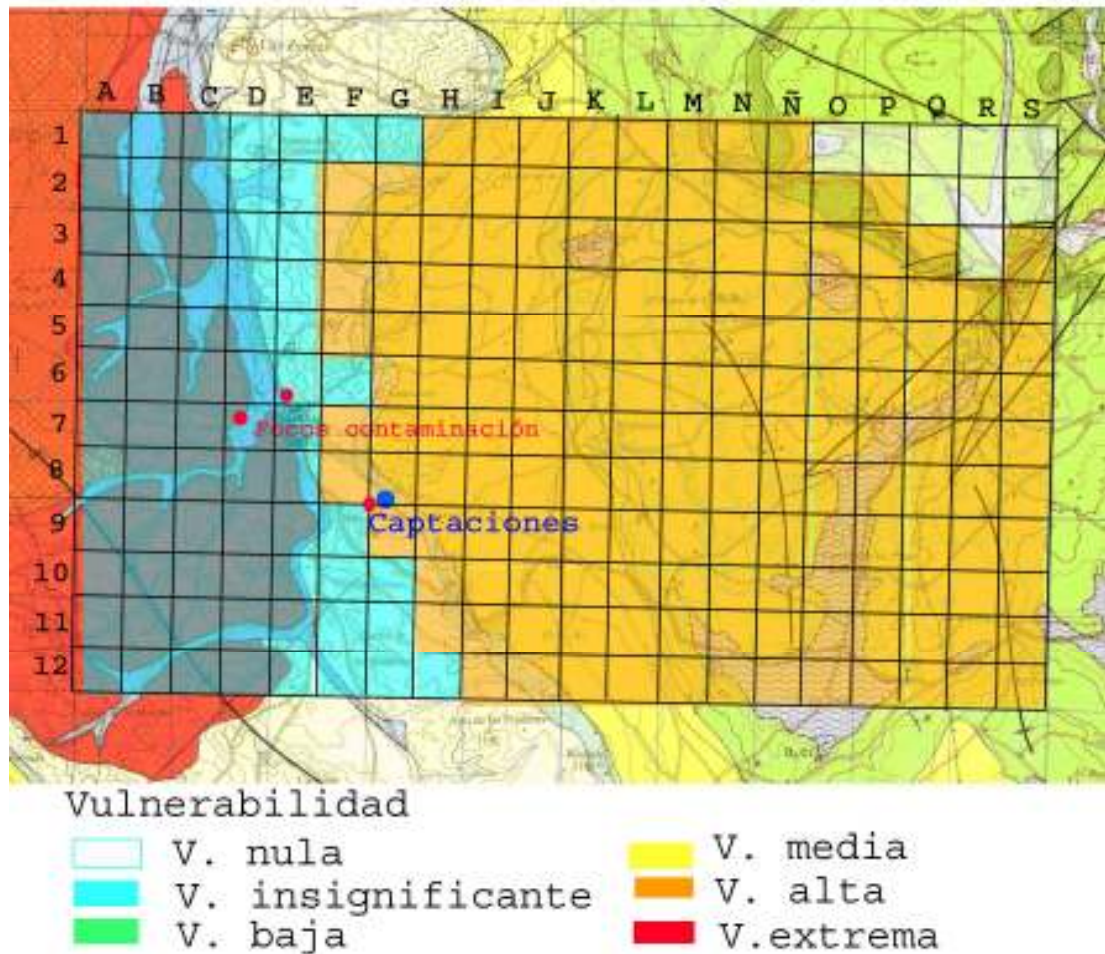 A B C D E F G H I J K L M N Ñ O P Q R S
1
2
3
4
5
6
7
Focos contaminación
8
9
Captaciones
10
11
12
Vulnerabilidad
V. nula
V. insignificante
V. baja
V. media
V. alta
V.extrema